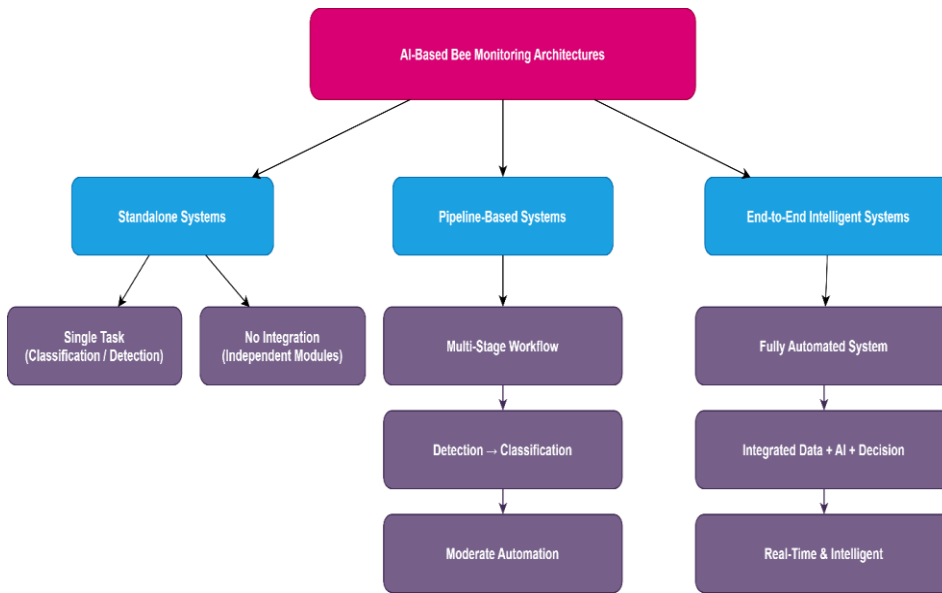 AI-Based Bee Monitoring Architectures
Standalone Systems
Pipeline-Based Systems
End-to-End Intelligent Systems
Single Task
(Classification / Detection)
No Integration
(Independent Modules)
Multi-Stage Workflow
Fully Automated System
Detection → Classification
Integrated Data + AI + Decision
Moderate Automation
Real-Time & Intelligent